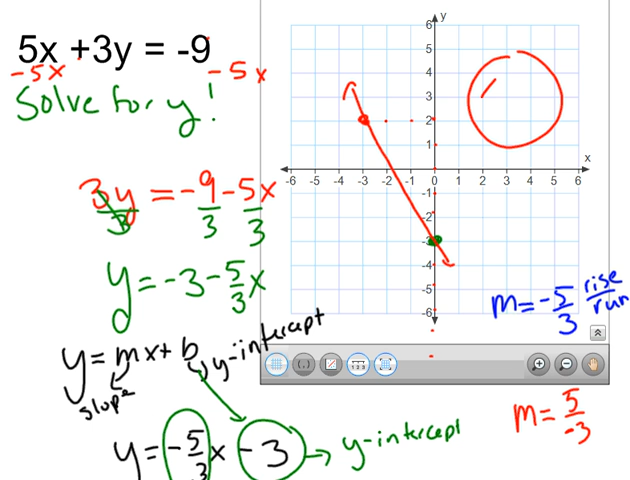 5x +3y = -9
-5x -5x
Solve for y!
3y/3 = -9/3 - 5x/3
y = -3 - 5/3 x
y = mx + b
slope
y-intercept
y = -5/3 x - 3
y-intercept
y
6
5
4
3
2
1
x
-6 -5 -4 -3 -2 -1 0 1 2 3 4 5 6
-1
-2
-3
-4
-5
-6
m = -5/3 rise/run
m = 5/-3